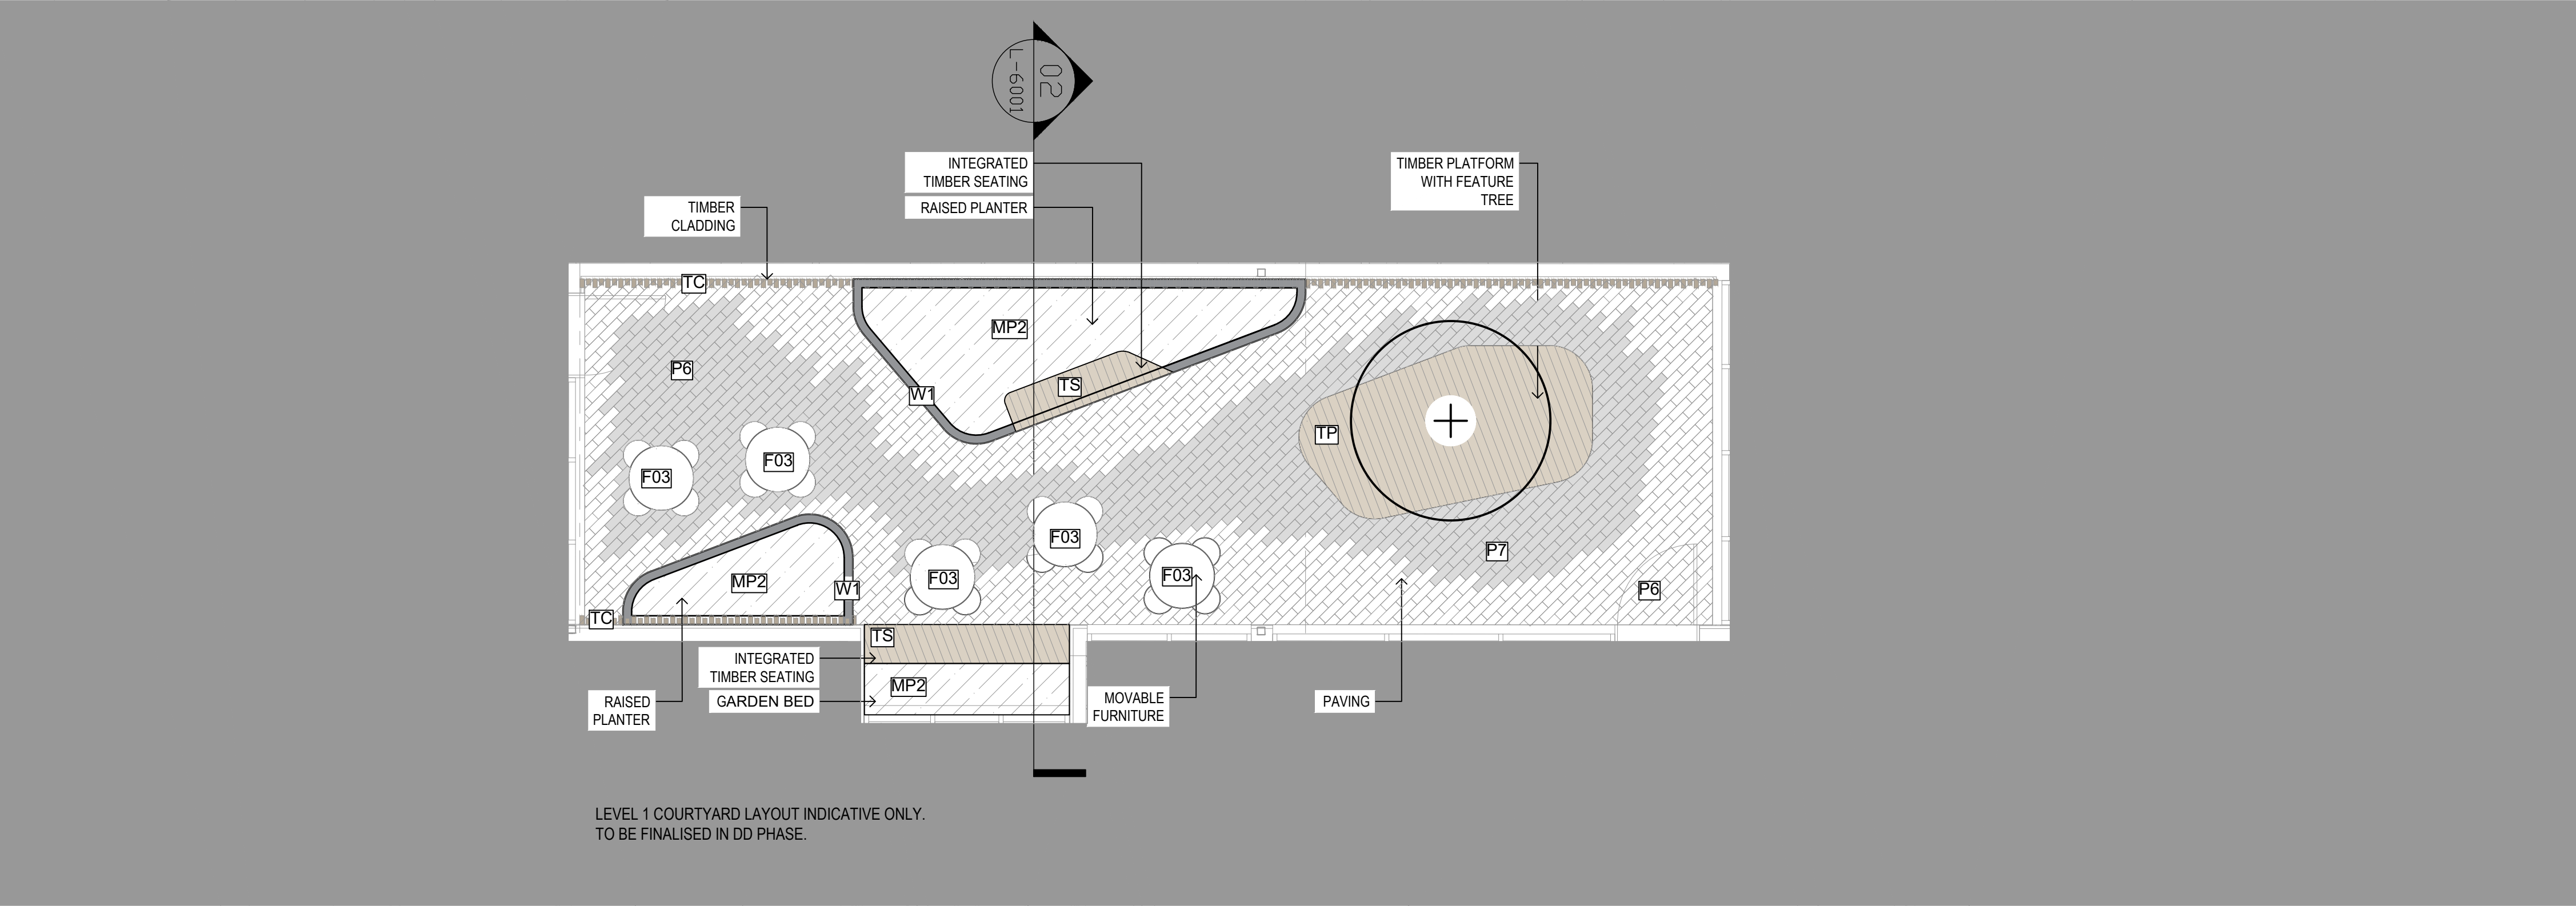 02
L-6001
INTEGRATED
TIMBER SEATING
RAISED PLANTER
TIMBER PLATFORM
WITH FEATURE
TREE
TIMBER
CLADDING
TC
MP2
P6
TS
W1
TP
F03
F03
F03
F03
F03
P7
MP2
W1
P6
TC
TS
INTEGRATED
TIMBER SEATING
MP2
GARDEN BED
RAISED
PLANTER
MOVABLE
FURNITURE
PAVING
LEVEL 1 COURTYARD LAYOUT INDICATIVE ONLY.
TO BE FINALISED IN DD PHASE.